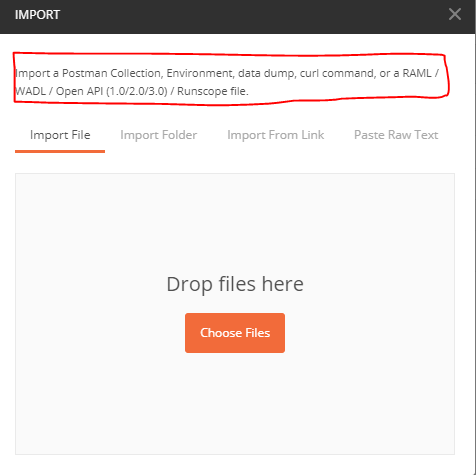 IMPORT
Import a Postman Collection, Environment, data dump, curl command, or a RAML /
WADL / Open API (1.0/2.0/3.0) / Runscope file.
Import File Import Folder Import From Link Paste Raw Text
Drop files here
Choose Files